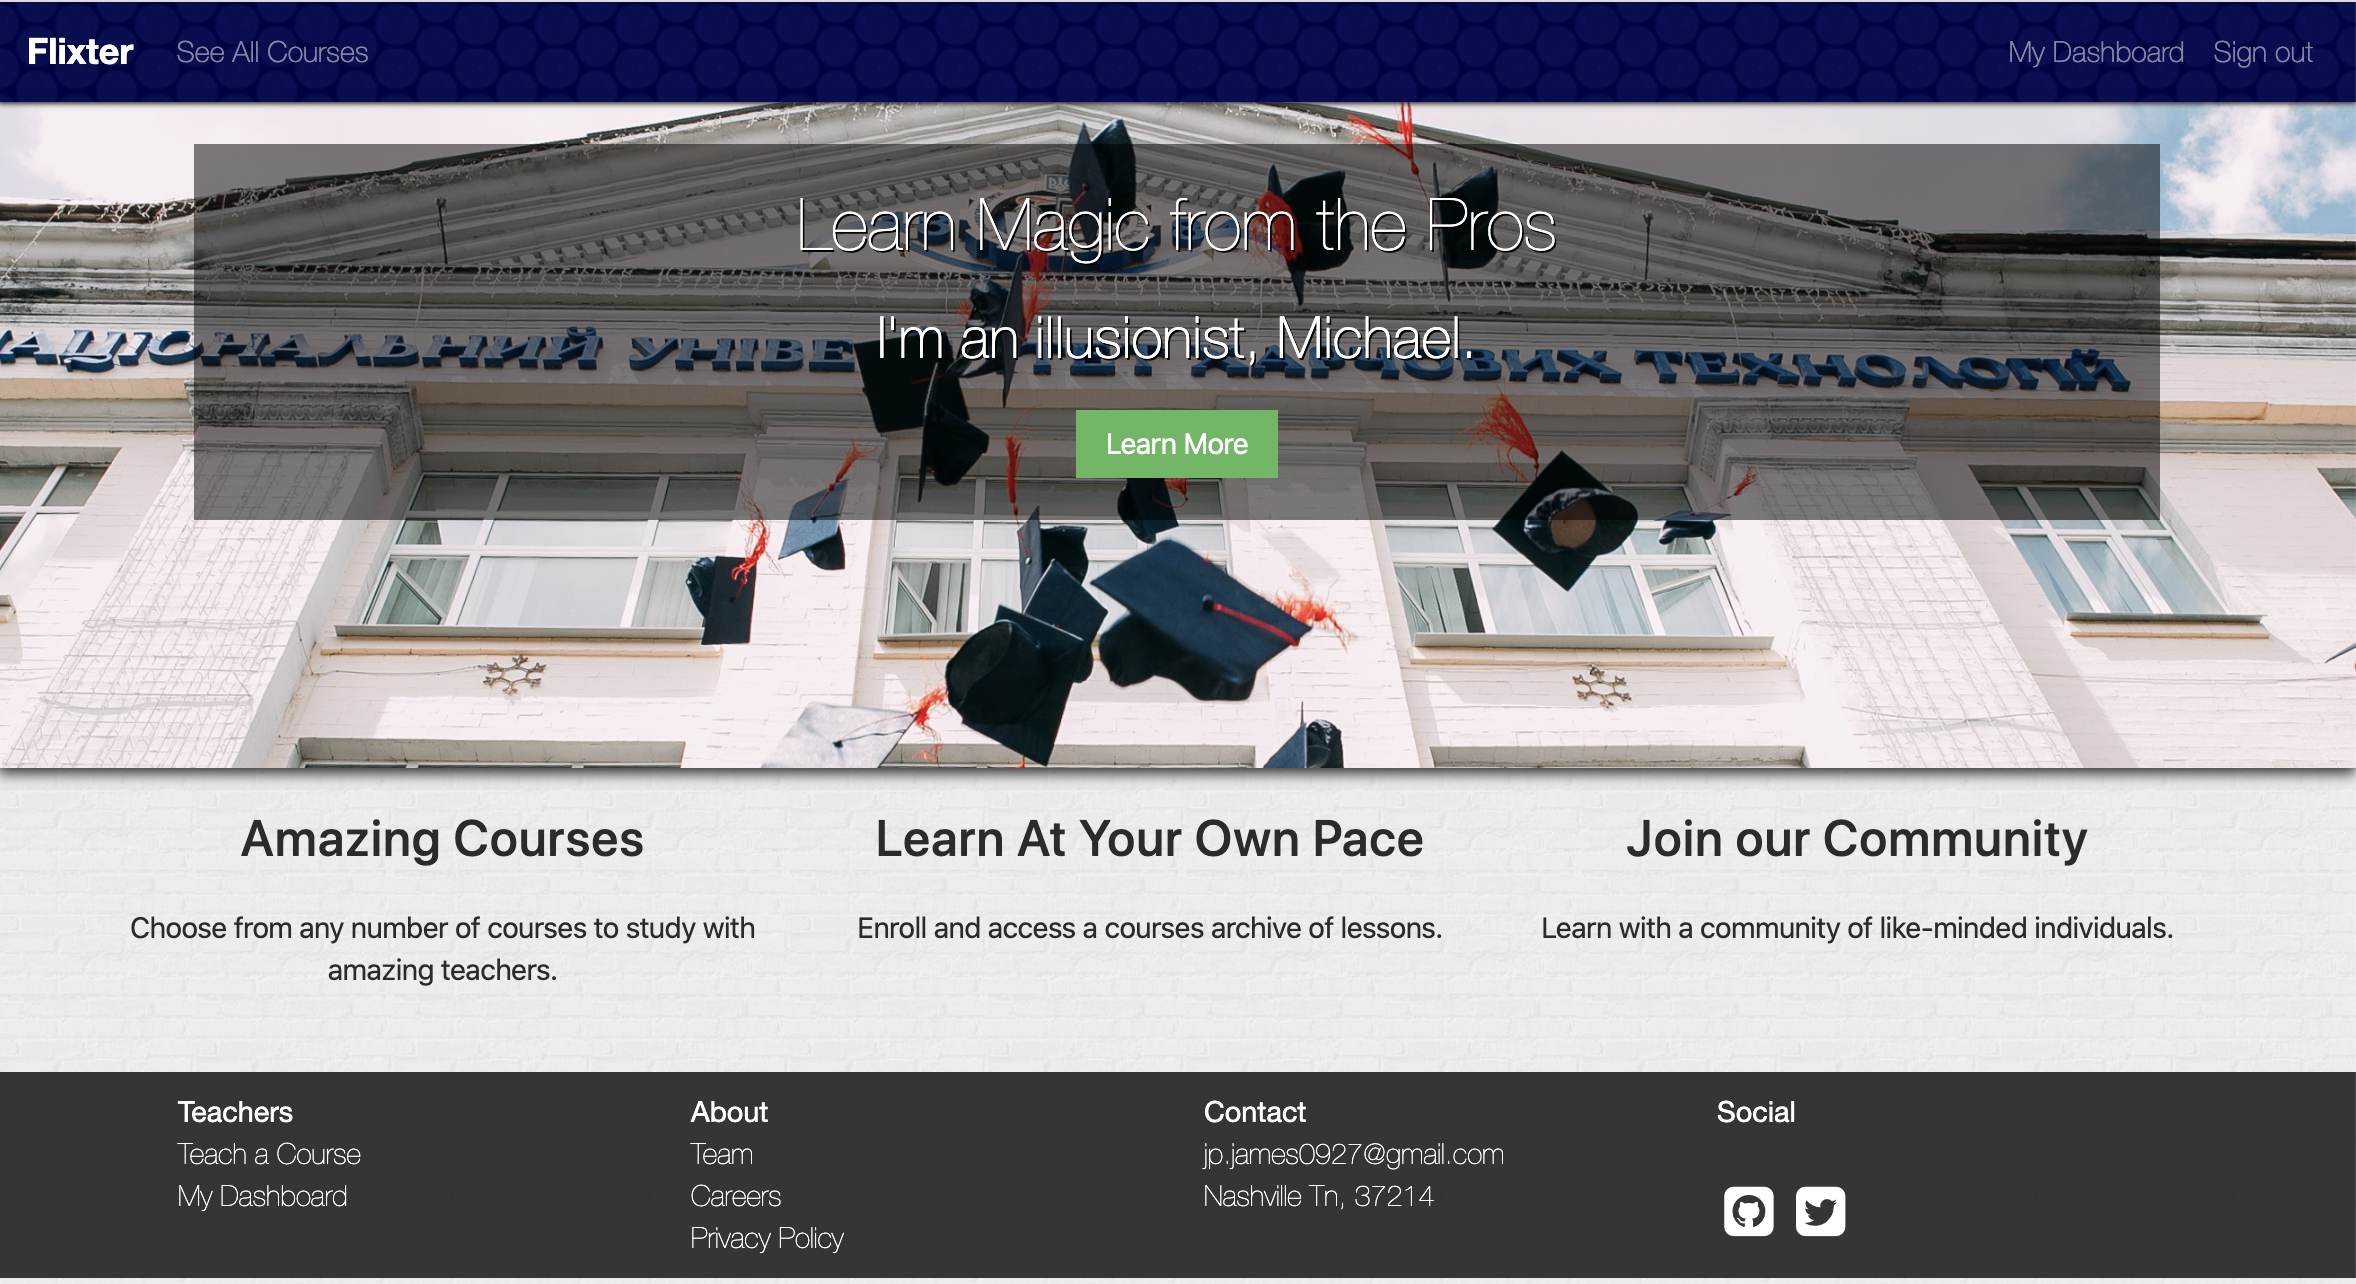 Flixter See All Courses My Dashboard Sign out
Learn Magic from the Pros
I'm an illusionist, Michael.
ТЕХНОЛОГІЙ
Learn More
Amazing Courses
Choose from any number of courses to study with
amazing teachers.
Learn At Your Own Pace
Enroll and access a courses archive of lessons.
Join our Community
Learn with a community of like-minded individuals.
Teachers
Teach a Course
My Dashboard
About
Team
Careers
Privacy Policy
Contact
jp.james0927@gmail.com
Nashville Tn, 37214
Social